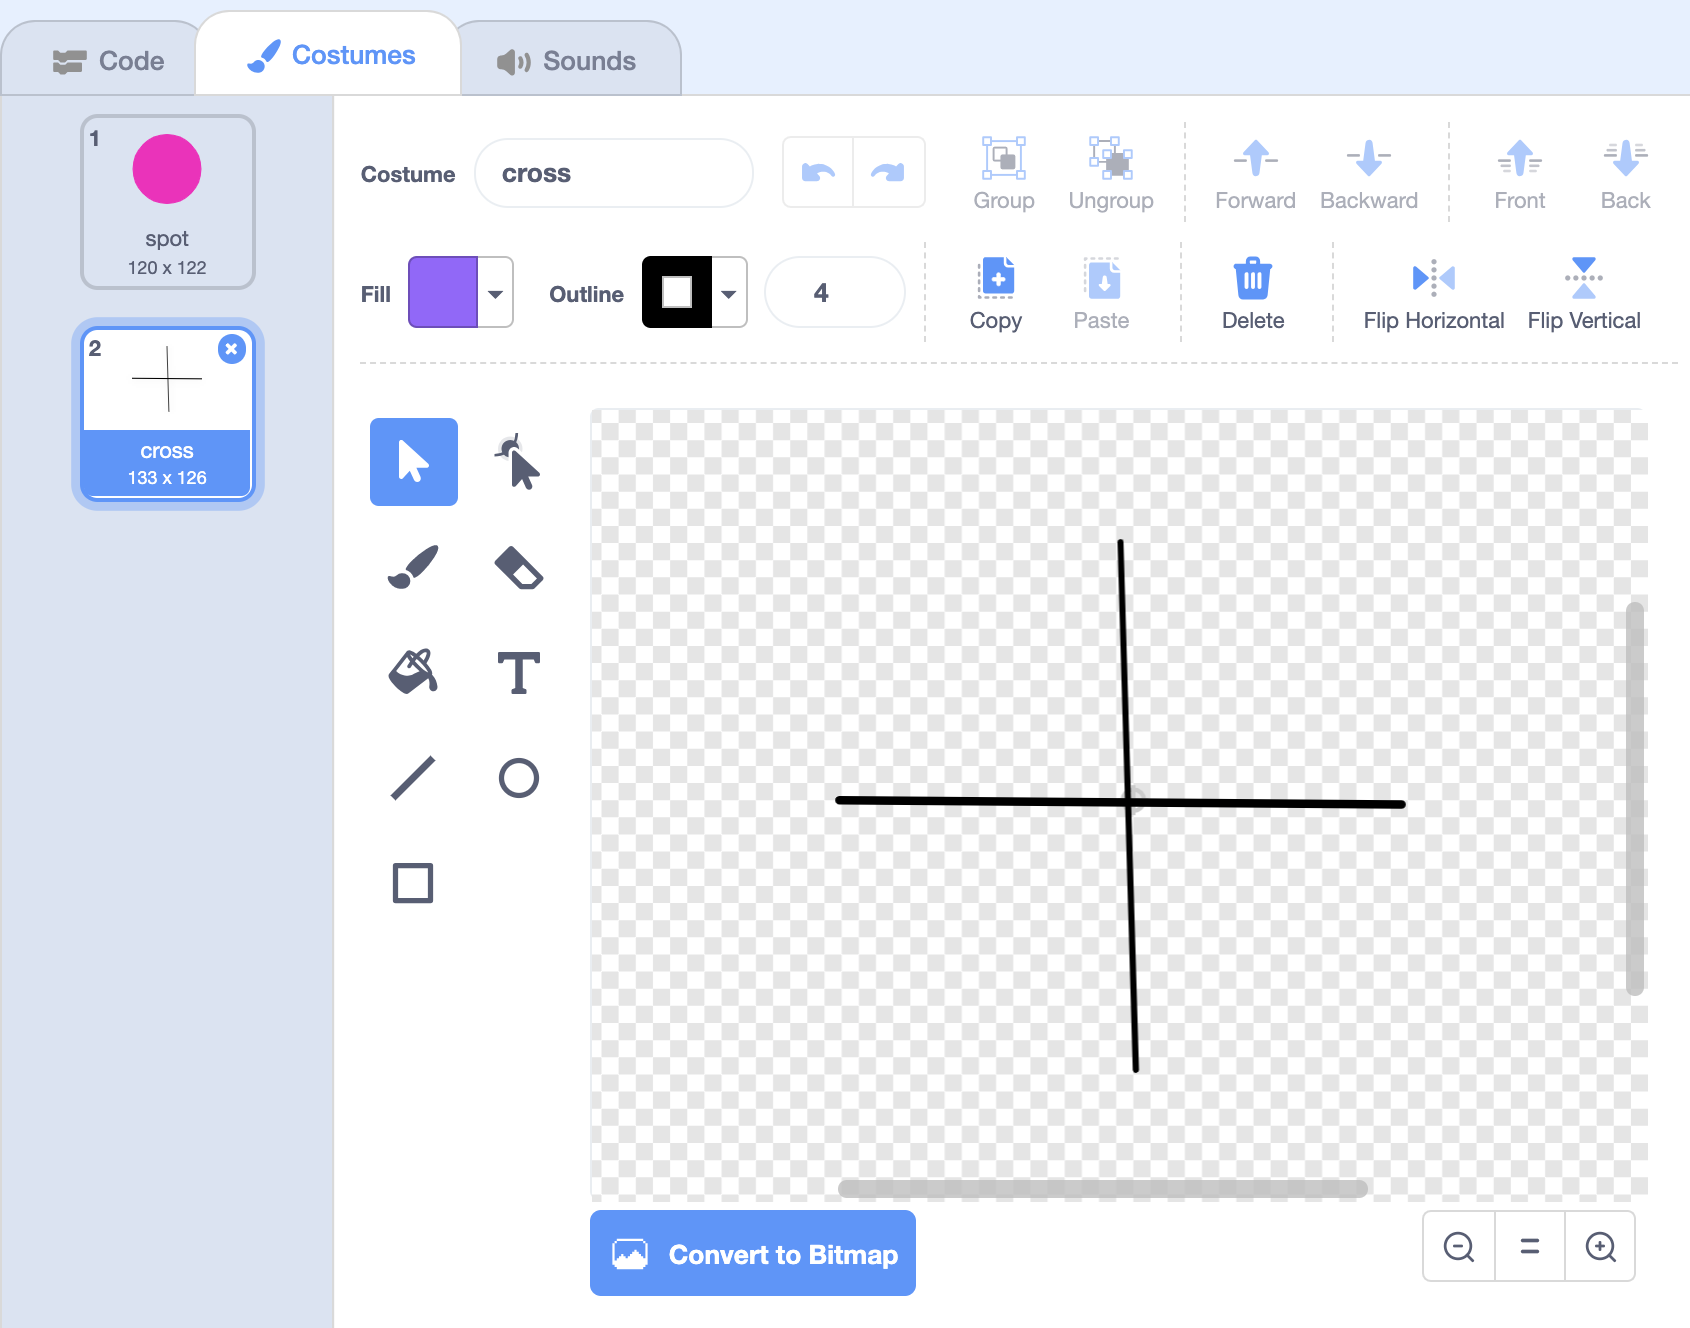 Code
Costumes
Sounds
1
spot
120 x 122
2
cross
133 x 126
Costume
cross
Group
Ungroup
Forward
Backward
Front
Back
Fill
Outline
4
Copy
Paste
Delete
Flip Horizontal
Flip Vertical
T
Convert to Bitmap